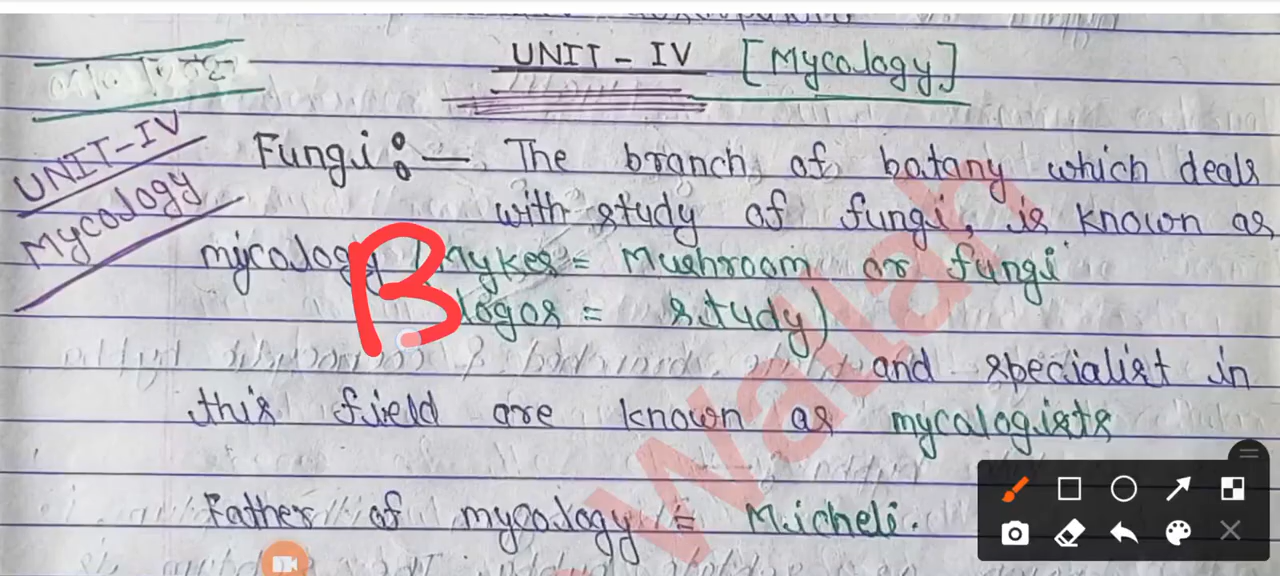 UNIT - IV [Mycology]
UNIT-IV
Mycology
Fungi :— The branch of botany which deals
with study of fungi, is known as
mycology (Mykes = Mushroom or fungi
B
logos = study)
and specialist in
this field are known as mycologists
Father of mycology = Micheli.
Walah